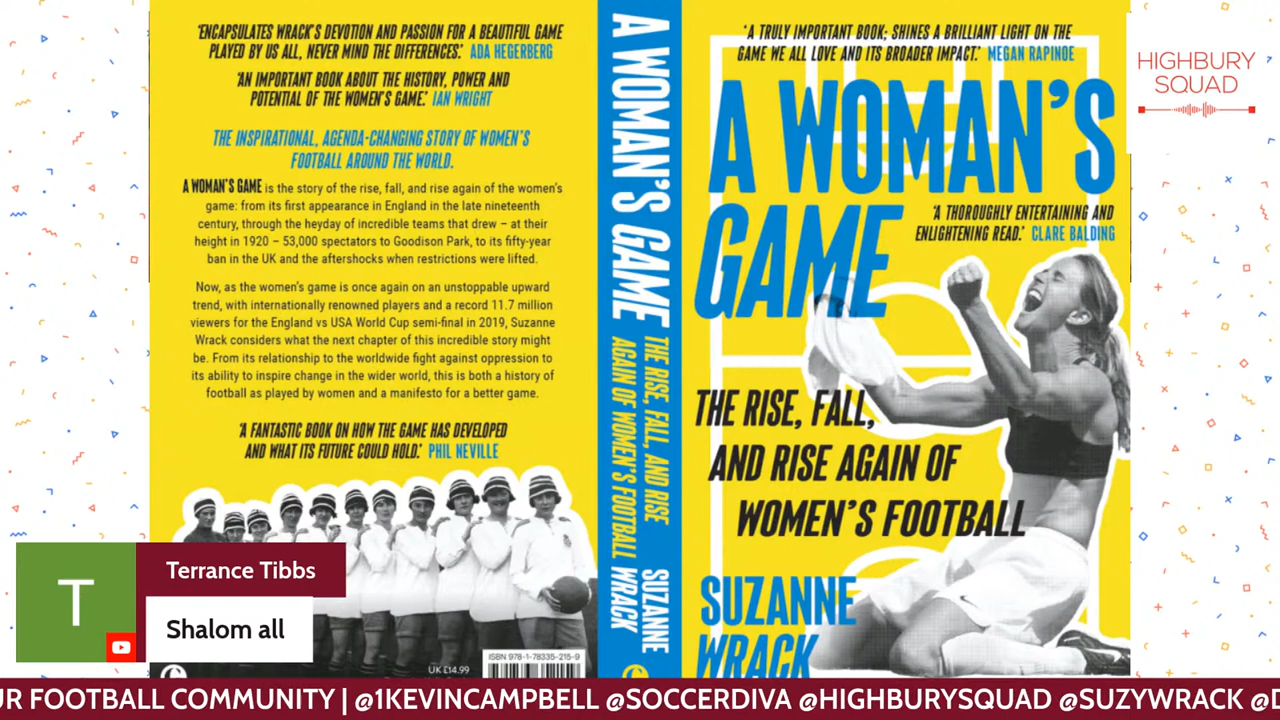 'ENCAPSULATES WRACK'S DEVOTION AND PASSION FOR A BEAUTIFUL GAME
PLAYED BY US ALL, NEVER MIND THE DIFFERENCES.' ADA HEGERBERG
'AN IMPORTANT BOOK ABOUT THE HISTORY, POWER AND
POTENTIAL OF THE WOMEN'S GAME.' IAN WRIGHT
THE INSPIRATIONAL, AGENDA-CHANGING STORY OF WOMEN'S
FOOTBALL AROUND THE WORLD.
A WOMAN'S GAME is the story of the rise, fall, and rise again of the women's
game: from its first appearance in England in the late nineteenth
century, through the heyday of incredible teams that drew – at their
height in 1920 – 53,000 spectators to Goodison Park, to its fifty-year
ban in the UK and the aftershocks when restrictions were lifted.
Now, as the women's game is once again on an unstoppable upward
trend, with internationally renowned players and a record 11.7 million
viewers for the England vs USA World Cup semi-final in 2019, Suzanne
Wrack considers what the next chapter of this incredible story might
be. From its relationship to the worldwide fight against oppression to
its ability to inspire change in the wider world, this is both a history of
football as played by women and a manifesto for a better game.
'A FANTASTIC BOOK ON HOW THE GAME HAS DEVELOPED
AND WHAT ITS FUTURE COULD HOLD.' PHIL NEVILLE
UK £14.99
ISBN 978-1-78335-215-9
A WOMAN'S GAME
THE RISE, FALL, AND RISE
AGAIN OF WOMEN'S FOOTBALL
SUZANNE
WRACK
'A TRULY IMPORTANT BOOK; SHINES A BRILLIANT LIGHT ON THE
GAME WE ALL LOVE AND ITS BROADER IMPACT.' MEGAN RAPINOE
A WOMAN'S
GAME
'A THOROUGHLY ENTERTAINING AND
ENLIGHTENING READ.' CLARE BALDING
THE RISE, FALL,
AND RISE AGAIN OF
WOMEN'S FOOTBALL
SUZANNE
WRACK
HIGHBURY
SQUAD
T
Terrance Tibbs
Shalom all
UR FOOTBALL COMMUNITY | @1KEVINCAMPBELL @SOCCERDIVA @HIGHBURYSQUAD @SUZYWRACK @D